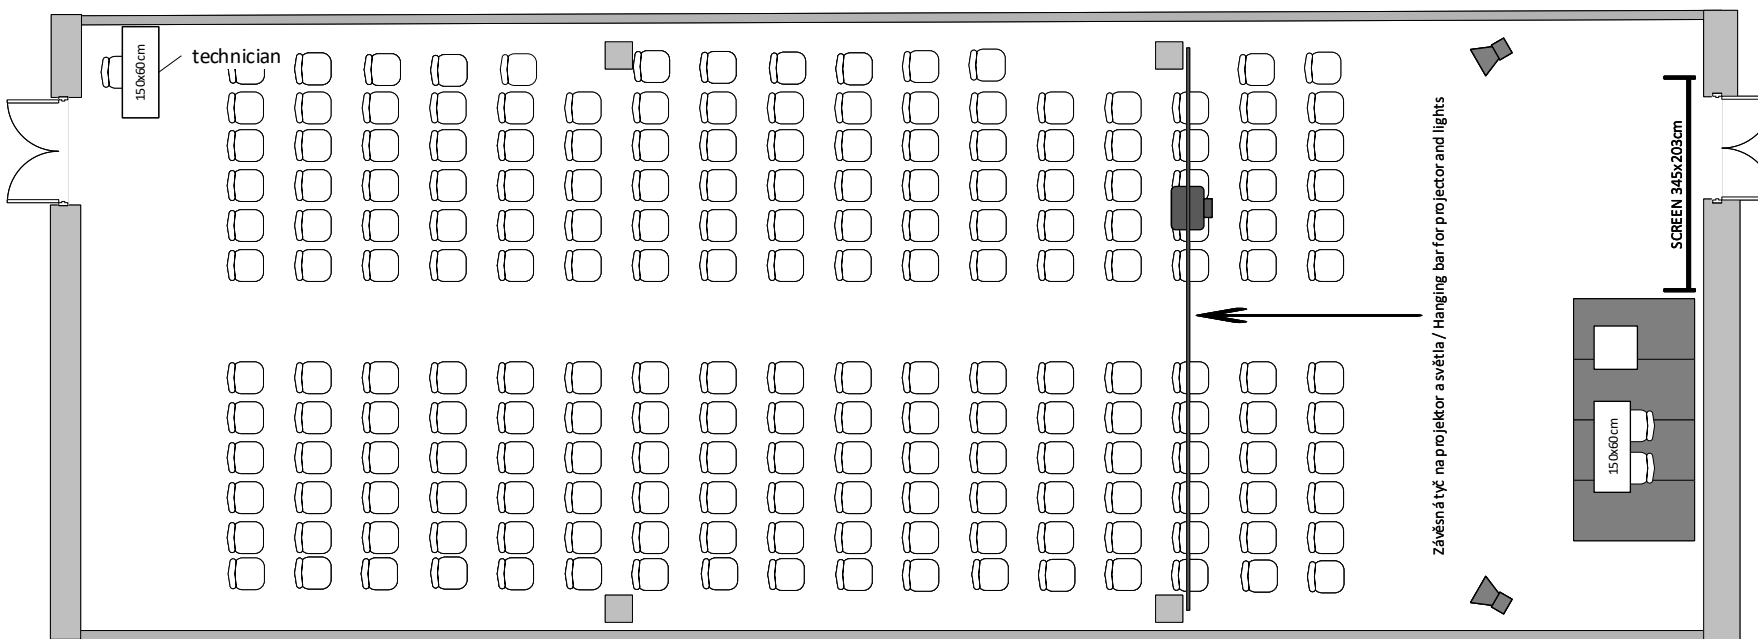 technician
150x60cm
Závěsná tyč na projektor a světla / Hanging bar for projector and lights
SCREEN 345x203cm
150x60cm